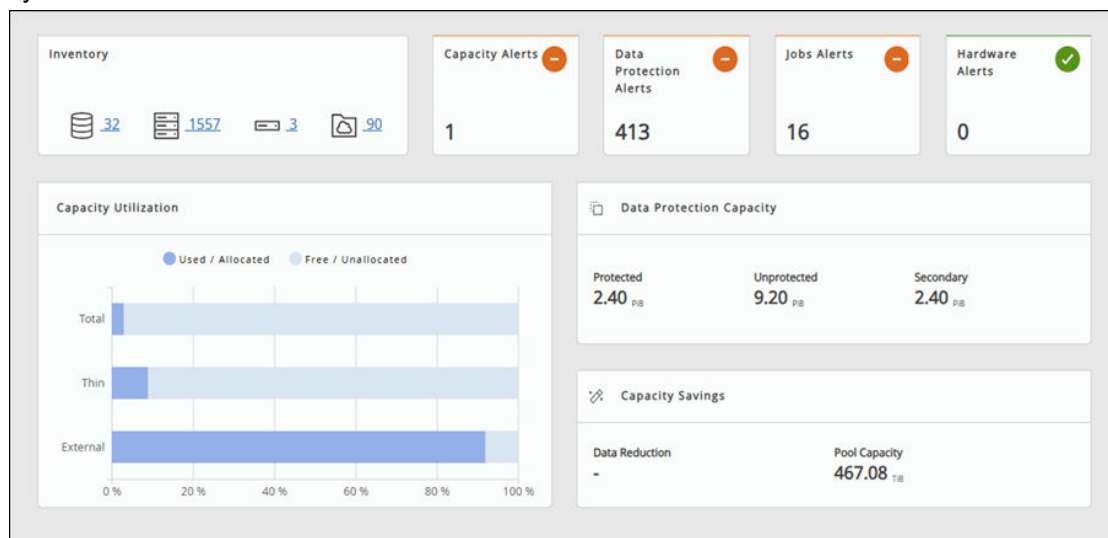 Inventory
32 1557 3 90
Capacity Alerts
1
Data
Protection
Alerts
413
Jobs Alerts
16
Hardware
Alerts
0
Capacity Utilization
Used / Allocated Free / Unallocated
Total
Thin
External
0 % 20 % 40 % 60 % 80 % 100 %
Data Protection Capacity
Protected Unprotected Secondary
2.40 PiB 9.20 PiB 2.40 PiB
Capacity Savings
Data Reduction Pool Capacity
- 467.08 TiB